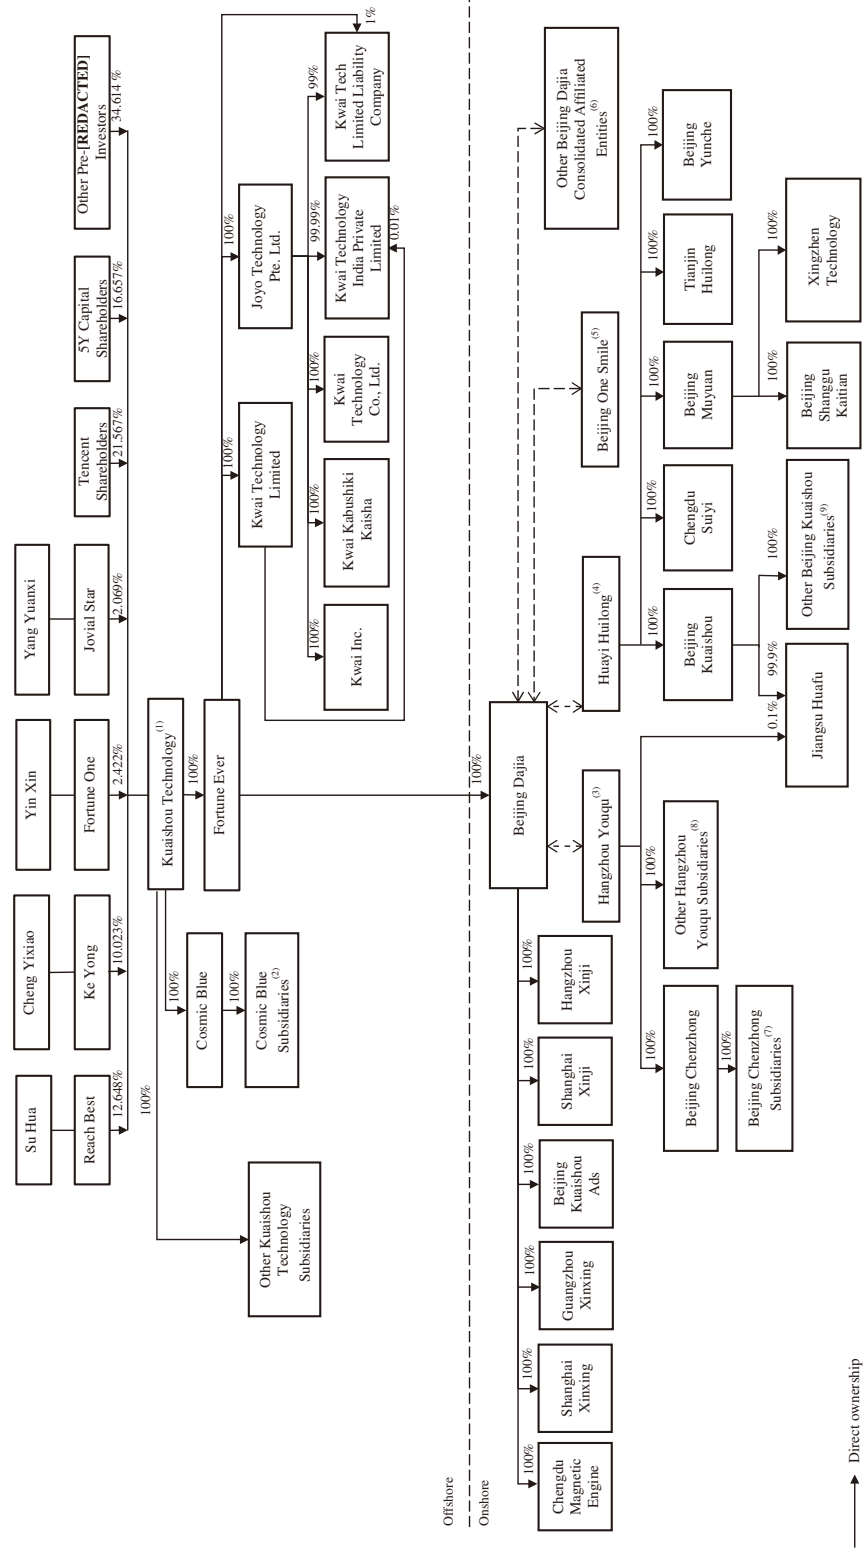 Su Hua
Cheng Yixiao
Yin Xin
Yang Yuanxi
Reach Best
Ke Yong
Fortune One
Jovial Star
Tencent
Shareholders
5Y Capital
Shareholders
Other Pre-[REDACTED]
Investors
12.648%
10.023%
2.422%
2.069%
21.567%
16.657%
34.614 %
100%
Kuaishou Technology(1)
100%
100%
Fortune Ever
Cosmic Blue
100%
Cosmic Blue
Subsidiaries(2)
Other Kuaishou
Technology
Subsidiaries
100%
Kwai Technology
Limited
100%
Joyo Technology
Pte. Ltd.
1%
100%
Kwai Inc.
100%
Kwai Kabushiki
Kaisha
100%
Kwai
Technology
Co., Ltd.
99.99%
Kwai Technology
India Private
Limited
0.01%
99%
Kwai Tech
Limited Liability
Company
Offshore
Onshore
100%
Beijing Dajia
100%
Chengdu
Magnetic
Engine
100%
Shanghai
Xinxing
100%
Guangzhou
Xinxing
100%
Beijing
Kuaishou
Ads
100%
Shanghai
Xinji
100%
Hangzhou
Xinji
Hangzhou Youqu(3)
Huayi Huilong(4)
Beijing One Smile(5)
Other Beijing Dajia
Consolidated Affiliated
Entities(6)
100%
Beijing Chenzhong
100%
Beijing Chenzhong
Subsidiaries(7)
100%
Other Hangzhou
Youqu Subsidiaries(8)
100%
Beijing
Kuaishou
100%
Chengdu
Suiyi
100%
Beijing
Muyuan
100%
Tianjin
Huilong
100%
Beijing
Yunche
0.1%
99.9%
Jiangsu Huafu
100%
Other Beijing Kuaishou
Subsidiaries(9)
100%
Beijing
Shanggu
Kaitian
100%
Xingzhen
Technology
Direct ownership